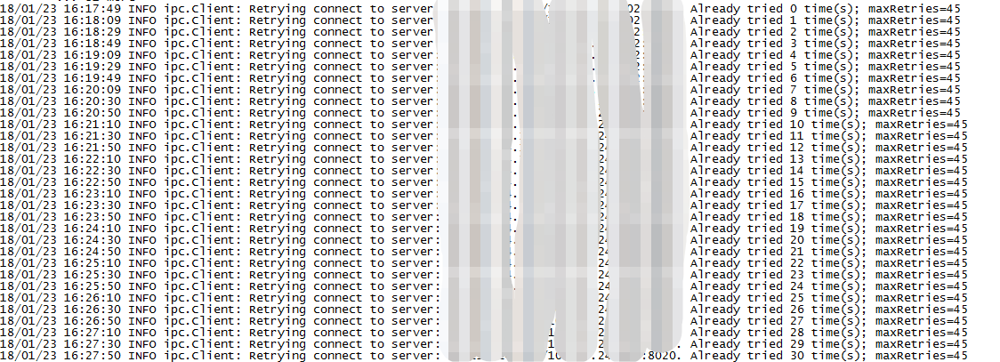 18/01/23 16:17:49 INFO ipc.Client: Retrying connect to server: Already tried 0 time(s); maxRetries=45
18/01/23 16:18:09 INFO ipc.Client: Retrying connect to server: Already tried 1 time(s); maxRetries=45
18/01/23 16:18:29 INFO ipc.Client: Retrying connect to server: Already tried 2 time(s); maxRetries=45
18/01/23 16:18:49 INFO ipc.Client: Retrying connect to server: Already tried 3 time(s); maxRetries=45
18/01/23 16:19:09 INFO ipc.Client: Retrying connect to server: Already tried 4 time(s); maxRetries=45
18/01/23 16:19:29 INFO ipc.Client: Retrying connect to server: Already tried 5 time(s); maxRetries=45
18/01/23 16:19:49 INFO ipc.Client: Retrying connect to server: Already tried 6 time(s); maxRetries=45
18/01/23 16:20:09 INFO ipc.Client: Retrying connect to server: Already tried 7 time(s); maxRetries=45
18/01/23 16:20:30 INFO ipc.Client: Retrying connect to server: Already tried 8 time(s); maxRetries=45
18/01/23 16:20:50 INFO ipc.Client: Retrying connect to server: Already tried 9 time(s); maxRetries=45
18/01/23 16:21:10 INFO ipc.Client: Retrying connect to server: Already tried 10 time(s); maxRetries=45
18/01/23 16:21:30 INFO ipc.Client: Retrying connect to server: Already tried 11 time(s); maxRetries=45
18/01/23 16:21:50 INFO ipc.Client: Retrying connect to server: Already tried 12 time(s); maxRetries=45
18/01/23 16:22:10 INFO ipc.Client: Retrying connect to server: Already tried 13 time(s); maxRetries=45
18/01/23 16:22:30 INFO ipc.Client: Retrying connect to server: Already tried 14 time(s); maxRetries=45
18/01/23 16:22:50 INFO ipc.Client: Retrying connect to server: Already tried 15 time(s); maxRetries=45
18/01/23 16:23:10 INFO ipc.Client: Retrying connect to server: Already tried 16 time(s); maxRetries=45
18/01/23 16:23:30 INFO ipc.Client: Retrying connect to server: Already tried 17 time(s); maxRetries=45
18/01/23 16:23:50 INFO ipc.Client: Retrying connect to server: Already tried 18 time(s); maxRetries=45
18/01/23 16:24:10 INFO ipc.Client: Retrying connect to server: Already tried 19 time(s); maxRetries=45
18/01/23 16:24:30 INFO ipc.Client: Retrying connect to server: Already tried 20 time(s); maxRetries=45
18/01/23 16:24:50 INFO ipc.Client: Retrying connect to server: Already tried 21 time(s); maxRetries=45
18/01/23 16:25:10 INFO ipc.Client: Retrying connect to server: Already tried 22 time(s); maxRetries=45
18/01/23 16:25:30 INFO ipc.Client: Retrying connect to server: Already tried 23 time(s); maxRetries=45
18/01/23 16:25:50 INFO ipc.Client: Retrying connect to server: Already tried 24 time(s); maxRetries=45
18/01/23 16:26:10 INFO ipc.Client: Retrying connect to server: Already tried 25 time(s); maxRetries=45
18/01/23 16:26:30 INFO ipc.Client: Retrying connect to server: Already tried 26 time(s); maxRetries=45
18/01/23 16:26:50 INFO ipc.Client: Retrying connect to server: Already tried 27 time(s); maxRetries=45
18/01/23 16:27:10 INFO ipc.Client: Retrying connect to server: Already tried 28 time(s); maxRetries=45
18/01/23 16:27:30 INFO ipc.Client: Retrying connect to server: Already tried 29 time(s); maxRetries=45
18/01/23 16:27:50 INFO ipc.Client: Retrying connect to server: :8020. Already tried 30 time(s); maxRetries=45